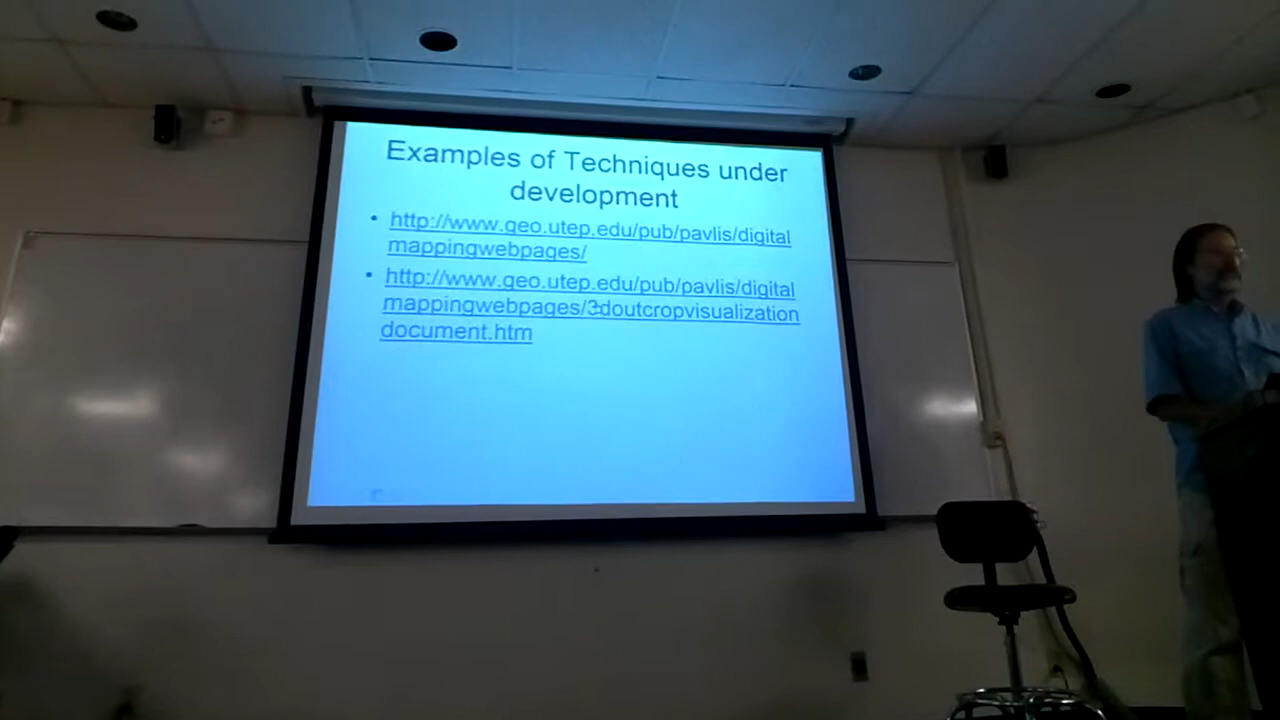 Examples of Techniques under
development
• http://www.geo.utep.edu/pub/pavlis/digital
mappingwebpages/
• http://www.geo.utep.edu/pub/pavlis/digital
mappingwebpages/3doutcropvisualization
document.htm